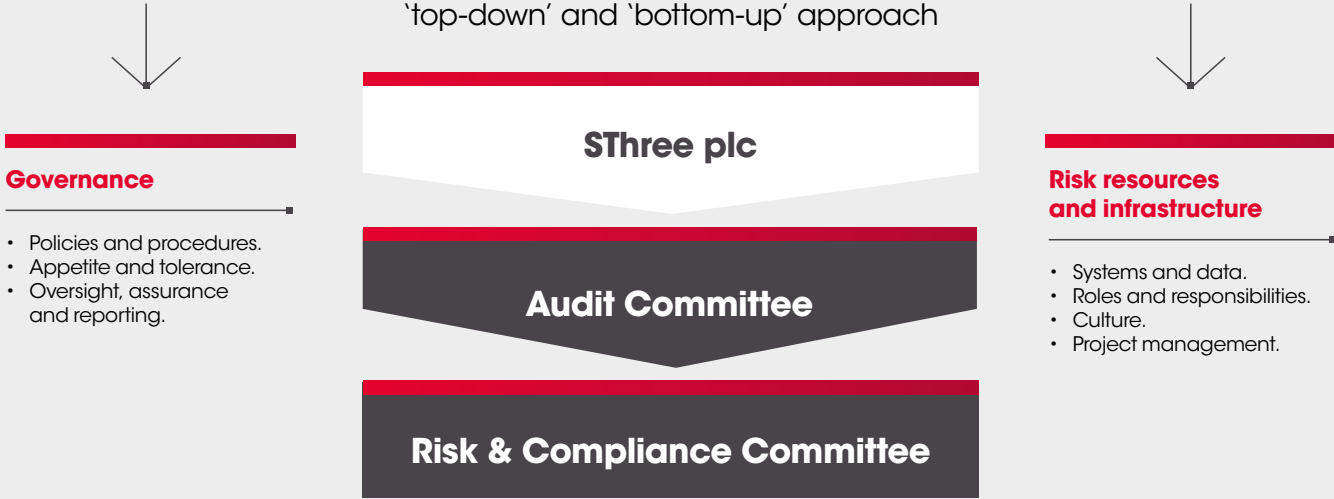 ‘top-down’ and ‘bottom-up’ approach
SThree plc
Audit Committee
Risk & Compliance Committee
Governance
• Policies and procedures.
• Appetite and tolerance.
• Oversight, assurance
and reporting.
Risk resources
and infrastructure
• Systems and data.
• Roles and responsibilities.
• Culture.
• Project management.